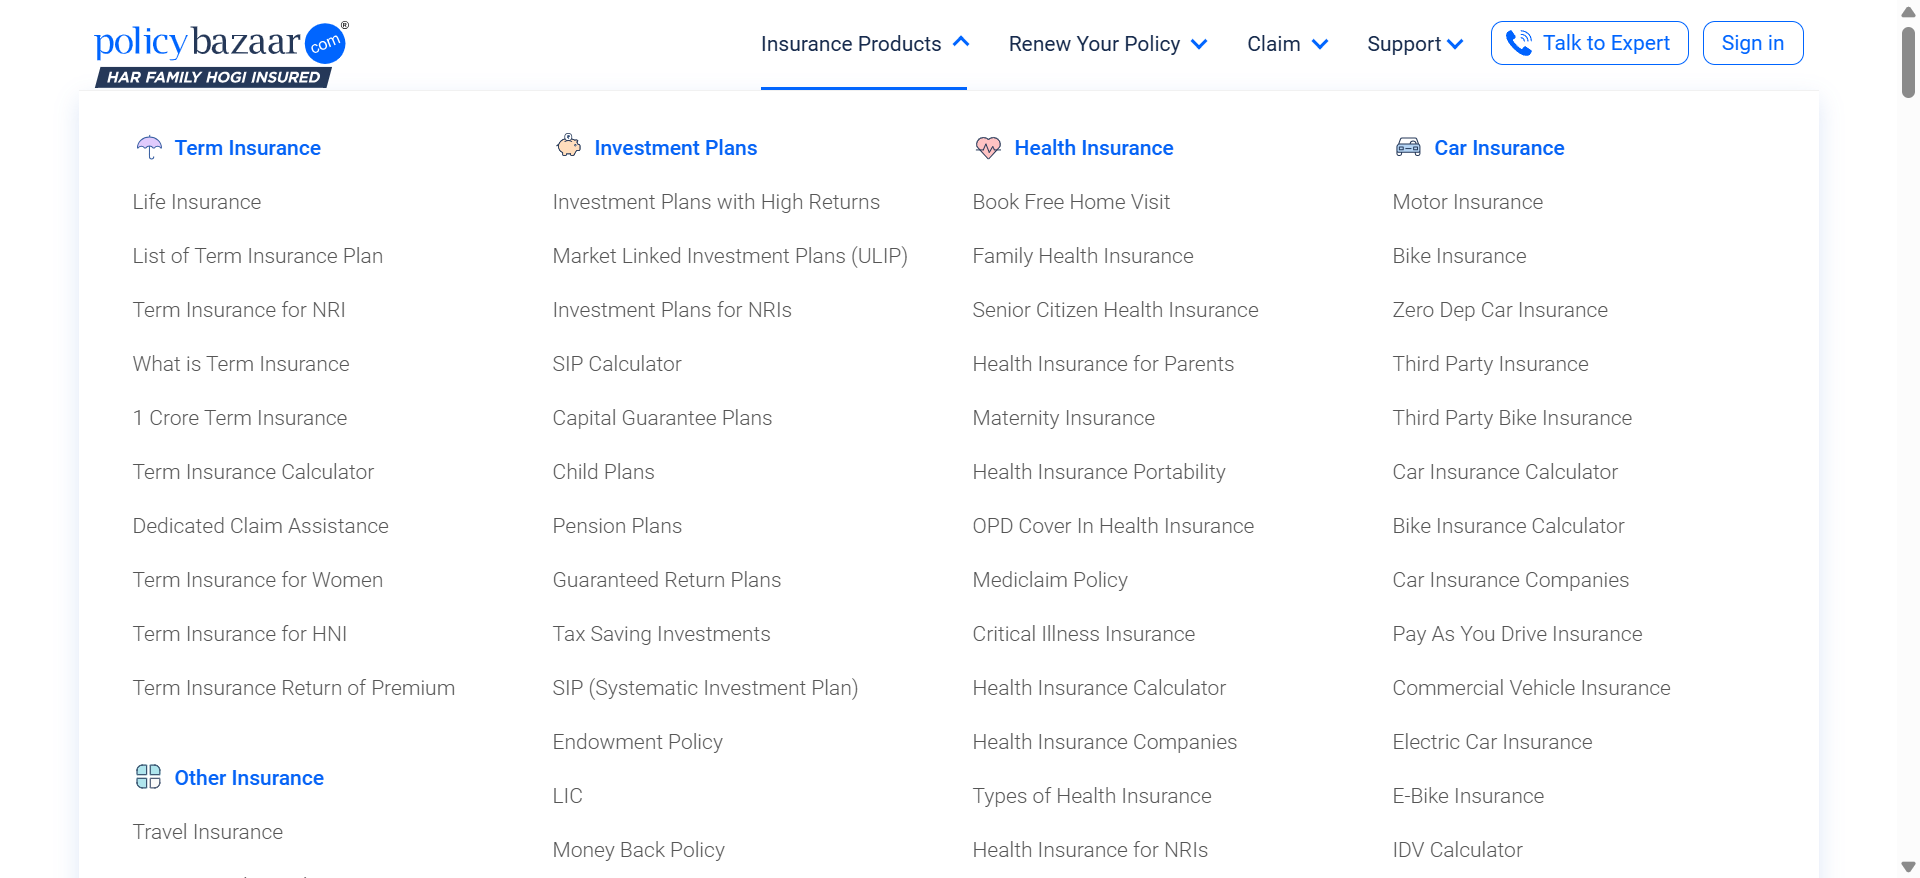 policybazaar com ®
HAR FAMILY HOGI INSURED
Insurance Products
Renew Your Policy
Claim
Support
Talk to Expert
Sign in
Term Insurance
Life Insurance
List of Term Insurance Plan
Term Insurance for NRI
What is Term Insurance
1 Crore Term Insurance
Term Insurance Calculator
Dedicated Claim Assistance
Term Insurance for Women
Term Insurance for HNI
Term Insurance Return of Premium
Other Insurance
Travel Insurance
Investment Plans
Investment Plans with High Returns
Market Linked Investment Plans (ULIP)
Investment Plans for NRIs
SIP Calculator
Capital Guarantee Plans
Child Plans
Pension Plans
Guaranteed Return Plans
Tax Saving Investments
SIP (Systematic Investment Plan)
Endowment Policy
LIC
Money Back Policy
Health Insurance
Book Free Home Visit
Family Health Insurance
Senior Citizen Health Insurance
Health Insurance for Parents
Maternity Insurance
Health Insurance Portability
OPD Cover In Health Insurance
Mediclaim Policy
Critical Illness Insurance
Health Insurance Calculator
Health Insurance Companies
Types of Health Insurance
Health Insurance for NRIs
Car Insurance
Motor Insurance
Bike Insurance
Zero Dep Car Insurance
Third Party Insurance
Third Party Bike Insurance
Car Insurance Calculator
Bike Insurance Calculator
Car Insurance Companies
Pay As You Drive Insurance
Commercial Vehicle Insurance
Electric Car Insurance
E-Bike Insurance
IDV Calculator